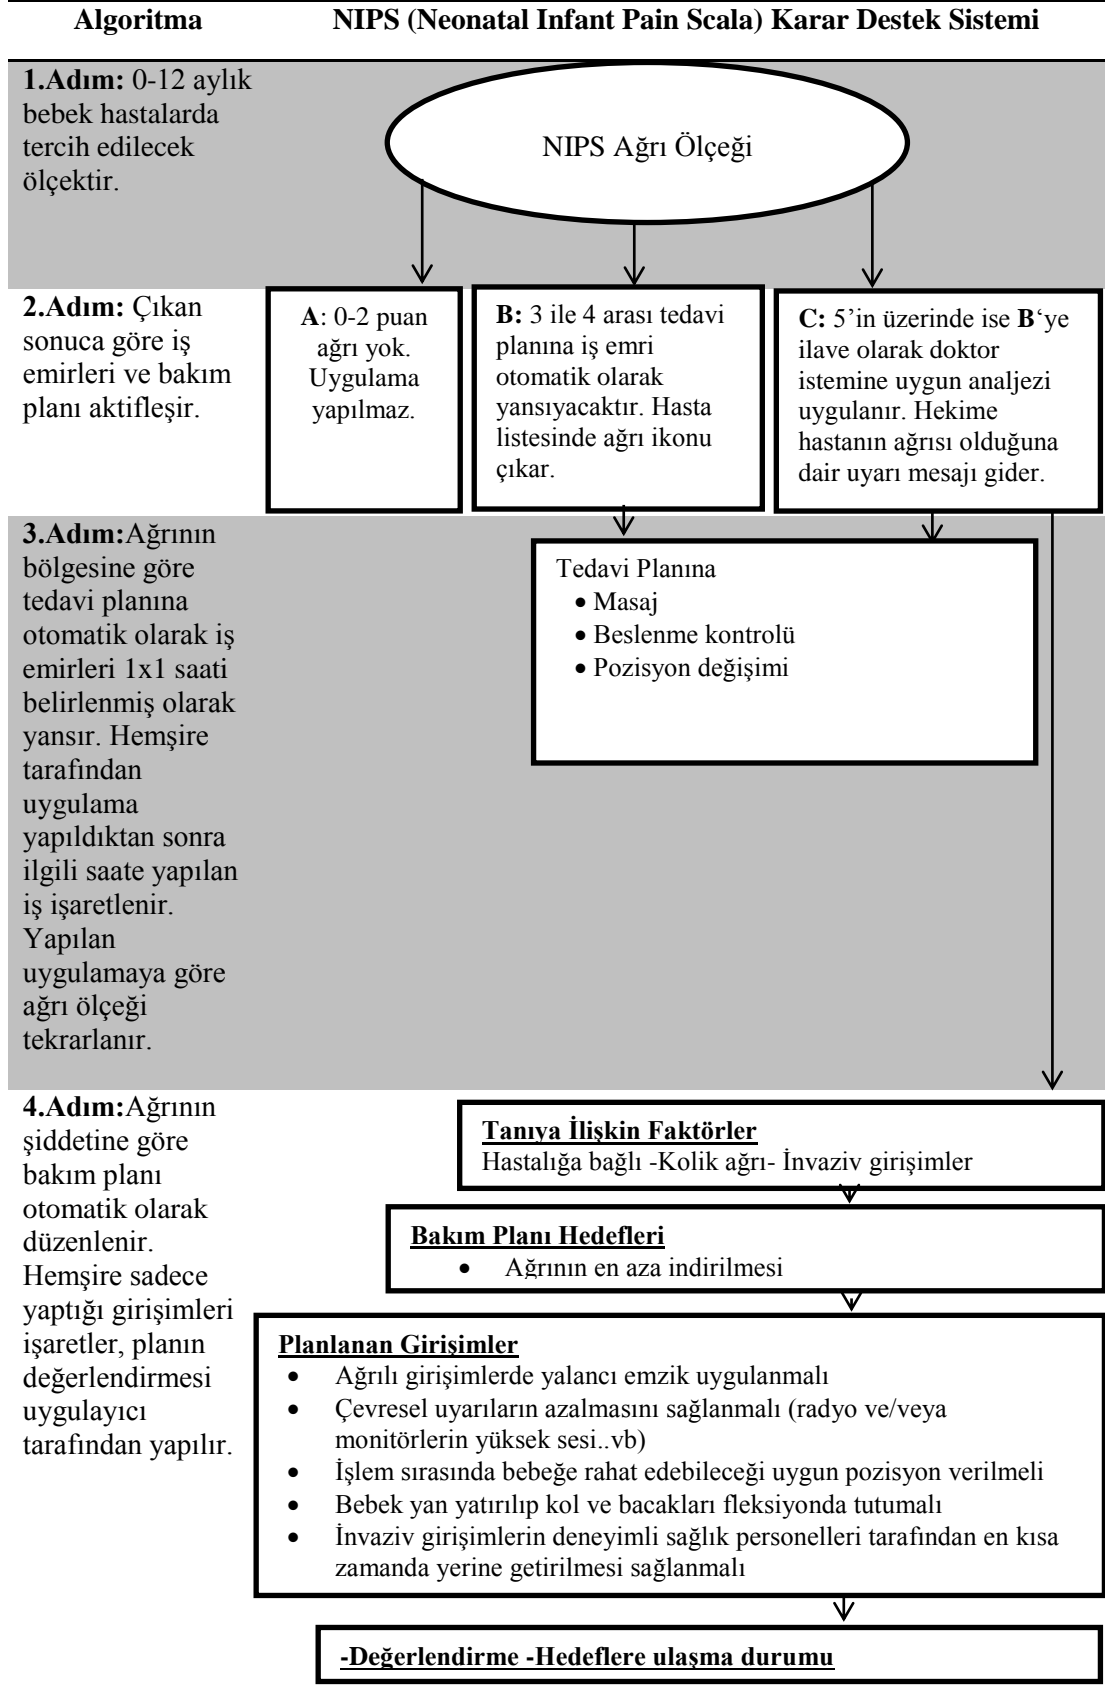 Algoritma
NIPS (Neonatal Infant Pain Scala) Karar Destek Sistemi
1.Adım: 0-12 aylık
bebek hastalarda
tercih edilecek
ölçektir.
NIPS Ağrı Ölçeği
2.Adım: Çıkan
sonuca göre iş
emirleri ve bakım
planı aktifleşir.
A: 0-2 puan
ağrı yok.
Uygulama
yapılmaz.
B: 3 ile 4 arası tedavi
planına iş emri
otomatik olarak
yansıyacaktır. Hasta
listesinde ağrı ikonu
çıkar.
C: 5’in üzerinde ise B‘ye
ilave olarak doktor
istemine uygun analjezi
uygulanır. Hekime
hastanın ağrısı olduğuna
dair uyarı mesajı gider.
3.Adım:Ağrının
bölgesine göre
tedavi planına
otomatik olarak iş
emirleri 1x1 saati
belirlenmiş olarak
yansır. Hemşire
tarafından
uygulama
yapıldıktan sonra
ilgili saate yapılan
iş işaretlenir.
Yapılan
uygulamaya göre
ağrı ölçeği
tekrarlanır.
Tedavi Planına
• Masaj
• Beslenme kontrolü
• Pozisyon değişimi
4.Adım:Ağrının
şiddetine göre
bakım planı
otomatik olarak
düzenlenir.
Hemşire sadece
yaptığı girişimleri
işaretler, planın
değerlendirmesi
uygulayıcı
tarafından yapılır.
Tanıya İlişkin Faktörler
Hastalığa bağlı -Kolik ağrı- İnvaziv girişimler
Bakım Planı Hedefleri
• Ağrının en aza indirilmesi
Planlanan Girişimler
• Ağrılı girişimlerde yalancı emzik uygulanmalı
• Çevresel uyarıların azalmasını sağlanmalı (radyo ve/veya
monitörlerin yüksek sesi..vb)
• İşlem sırasında bebeğe rahat edebileceği uygun pozisyon verilmeli
• Bebek yan yatırılıp kol ve bacakları fleksiyonda tutumalı
• İnvaziv girişimlerin deneyimli sağlık personelleri tarafından en kısa
zamanda yerine getirilmesi sağlanmalı
-Değerlendirme -Hedeflere ulaşma durumu